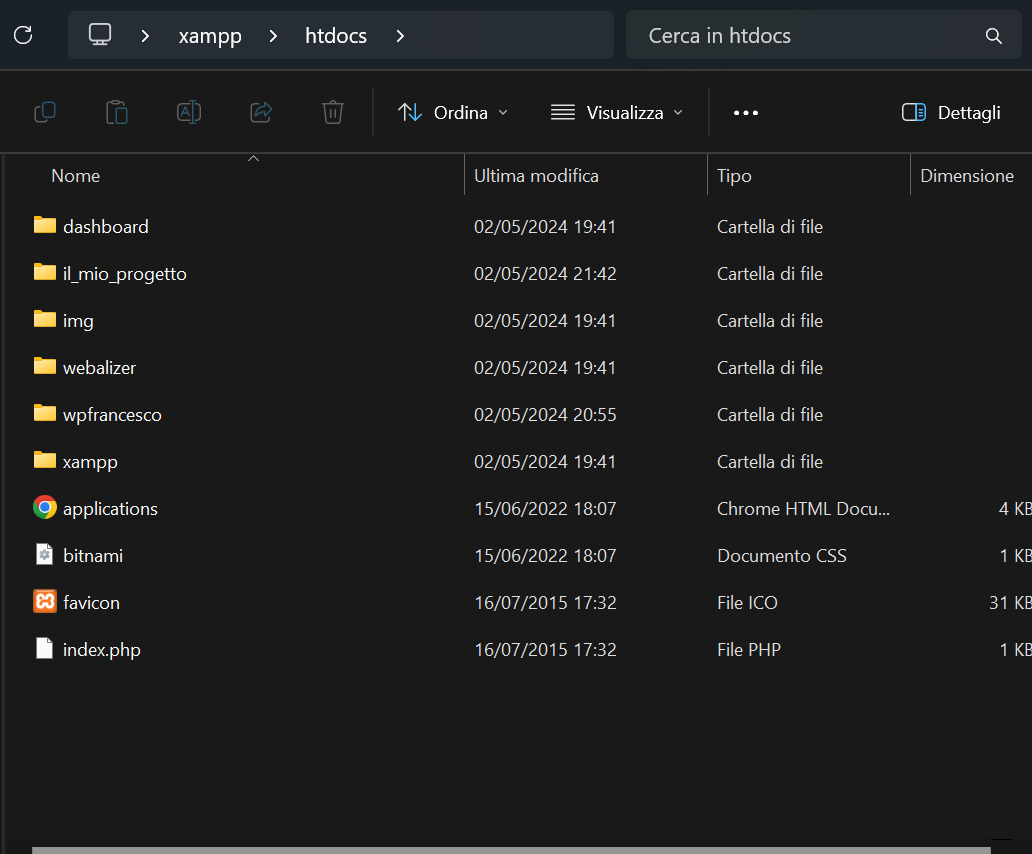 xampp htdocs Cerca in htdocs
Ordina Visualizza Dettagli
Nome Ultima modifica Tipo Dimensione
dashboard 02/05/2024 19:41 Cartella di file
il_mio_progetto 02/05/2024 21:42 Cartella di file
img 02/05/2024 19:41 Cartella di file
webalizer 02/05/2024 19:41 Cartella di file
wpfrancesco 02/05/2024 20:55 Cartella di file
xampp 02/05/2024 19:41 Cartella di file
applications 15/06/2022 18:07 Chrome HTML Docu... 4 KB
bitnami 15/06/2022 18:07 Documento CSS 1 KB
favicon 16/07/2015 17:32 File ICO 31 KB
index.php 16/07/2015 17:32 File PHP 1 KB